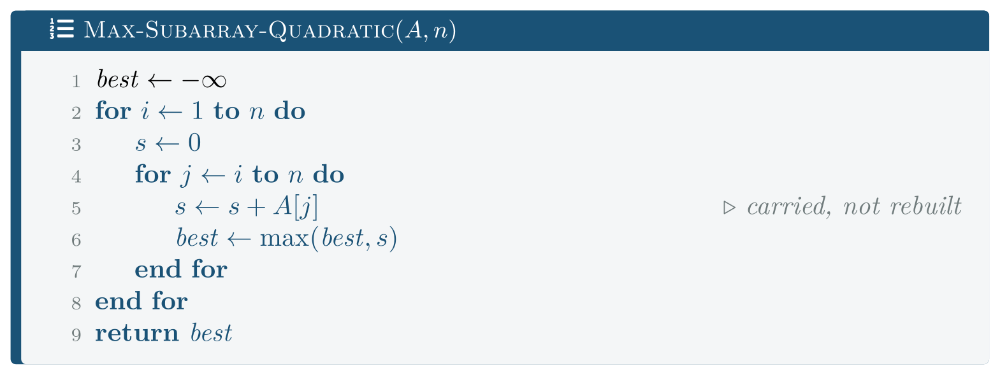 Max-Subarray-Quadratic(A, n)
1 best ← −∞
2 for i ← 1 to n do
3 s ← 0
4 for j ← i to n do
5 s ← s + A[j] ▷ carried, not rebuilt
6 best ← max(best, s)
7 end for
8 end for
9 return best